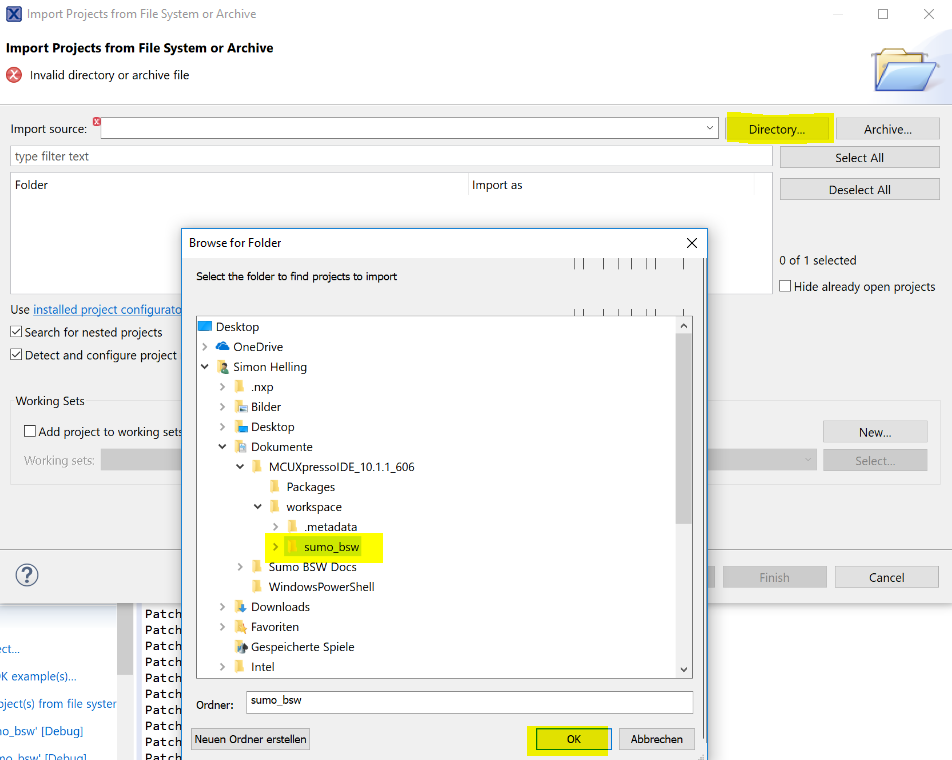 Import Projects from File System or Archive
Import Projects from File System or Archive
Invalid directory or archive file
Import source:
Directory...
Archive...
type filter text
Select All
Folder
Import as
Deselect All
0 of 1 selected
Hide already open projects
Use installed project configurato
Search for nested projects
Detect and configure project
Working Sets
Add project to working sets
New...
Working sets:
Select...
Finish
Cancel
Browse for Folder
Select the folder to find projects to import
Desktop
OneDrive
Simon Helling
.nxp
Bilder
Desktop
Dokumente
MCUXpressoIDE_10.1.1_606
Packages
workspace
.metadata
sumo_bsw
Sumo BSW Docs
WindowsPowerShell
Downloads
Favoriten
Gespeicherte Spiele
Intel
Ordner:
sumo_bsw
Neuen Ordner erstellen
OK
Abbrechen
ect...
K example(s)...
ject(s) from file syster
no_bsw' [Debug]
no_bsw' [Debug]
Patch
Patch
Patch
Patch
Patch
Patch
Patch
Patch
Patch
Patch